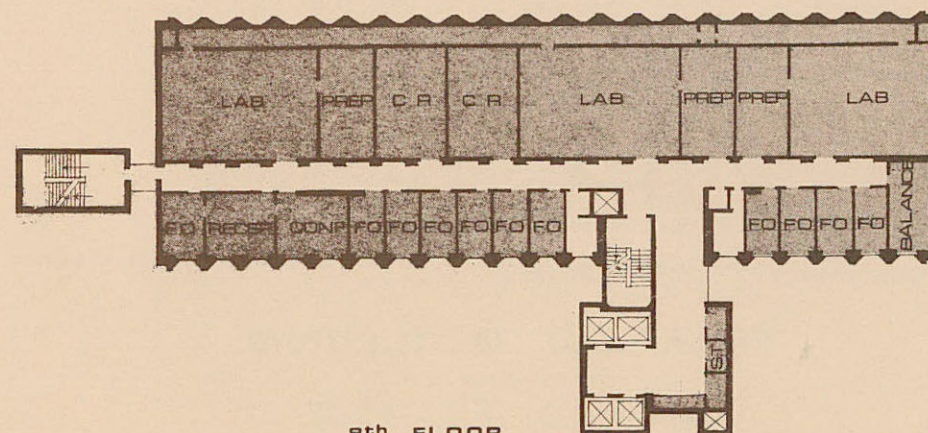 LAB PREP C R C R LAB PREP PREP LAB
FO RECEP CONF FO FO FO FO FO FO FO FO FO FO BALANCE
ST
8th FLOOR